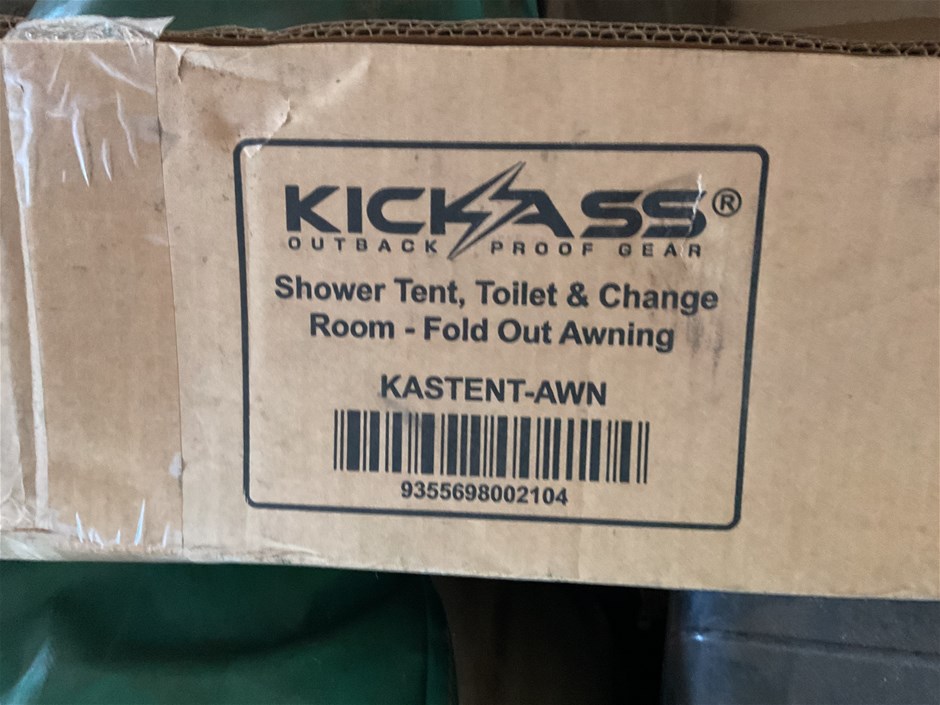 KICKASS®
OUTBACK PROOF GEAR
Shower Tent, Toilet & Change
Room - Fold Out Awning
KASTENT-AWN
9355698002104